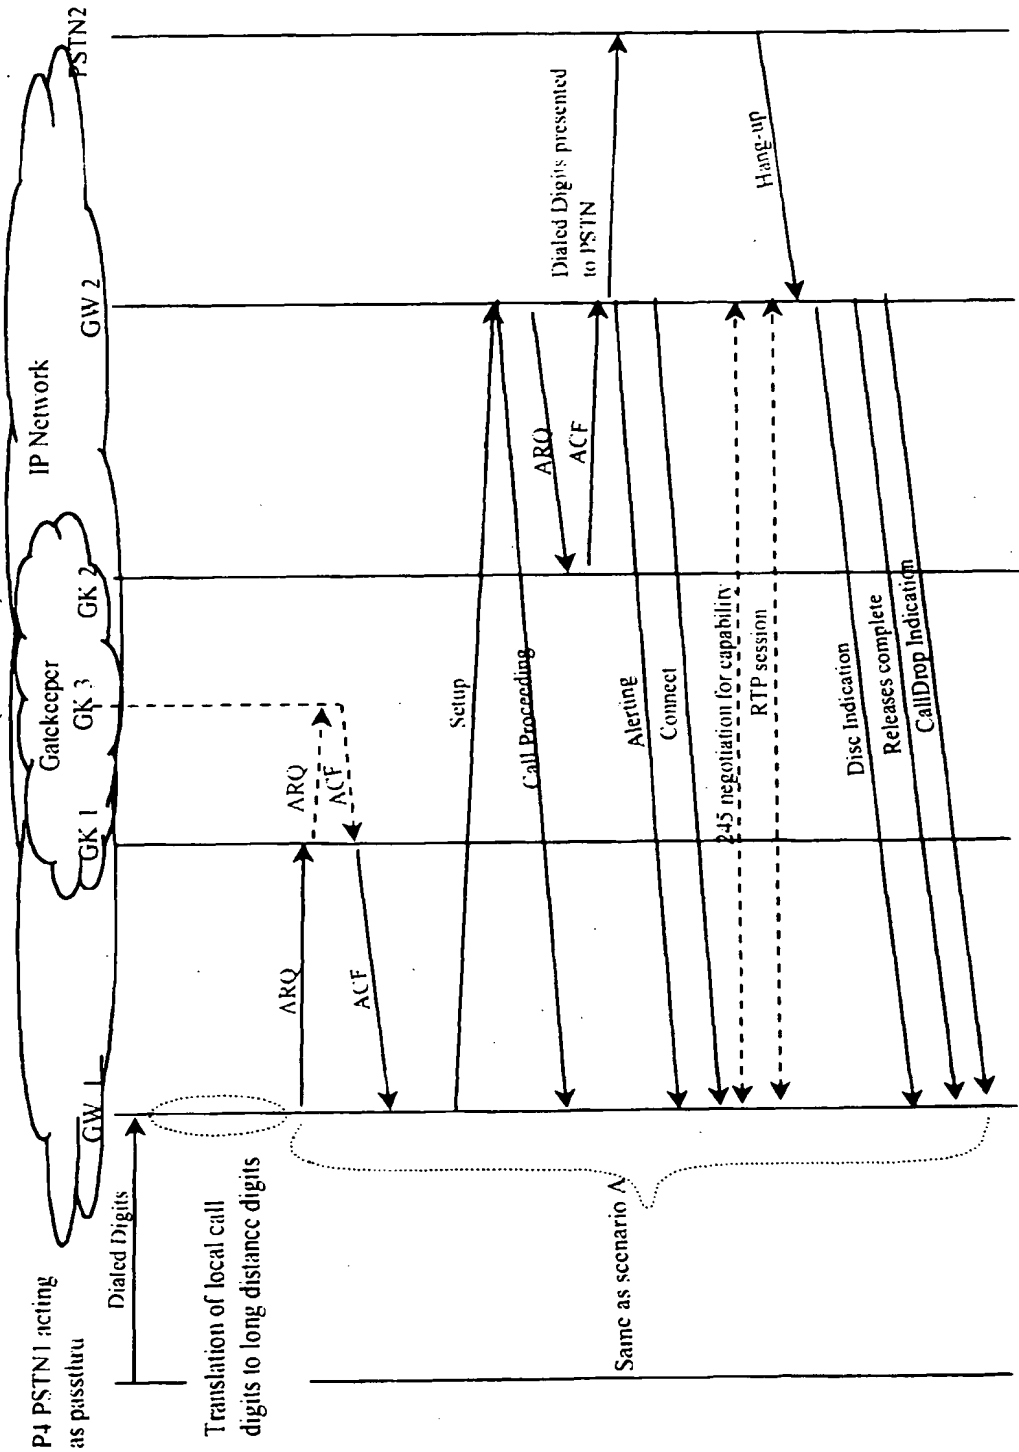 P4 PSTN1 acting
as passthru
GW 1
GK 1
Gatekeeper
GK 3
GK 2
IP Network
GW 2
PSTN2
Dialed Digits
Translation of local call
digits to long distance digits
ARQ
ARQ
ACF
ACF
Setup
Call Proceeding
ARQ
ACF
Dialed Digits presented
to PSTN
Alerting
Connect
245 negotiation for capability
RTP session
Hang-up
Disc Indication
Releases complete
CallDrop Indication
Same as scenario A